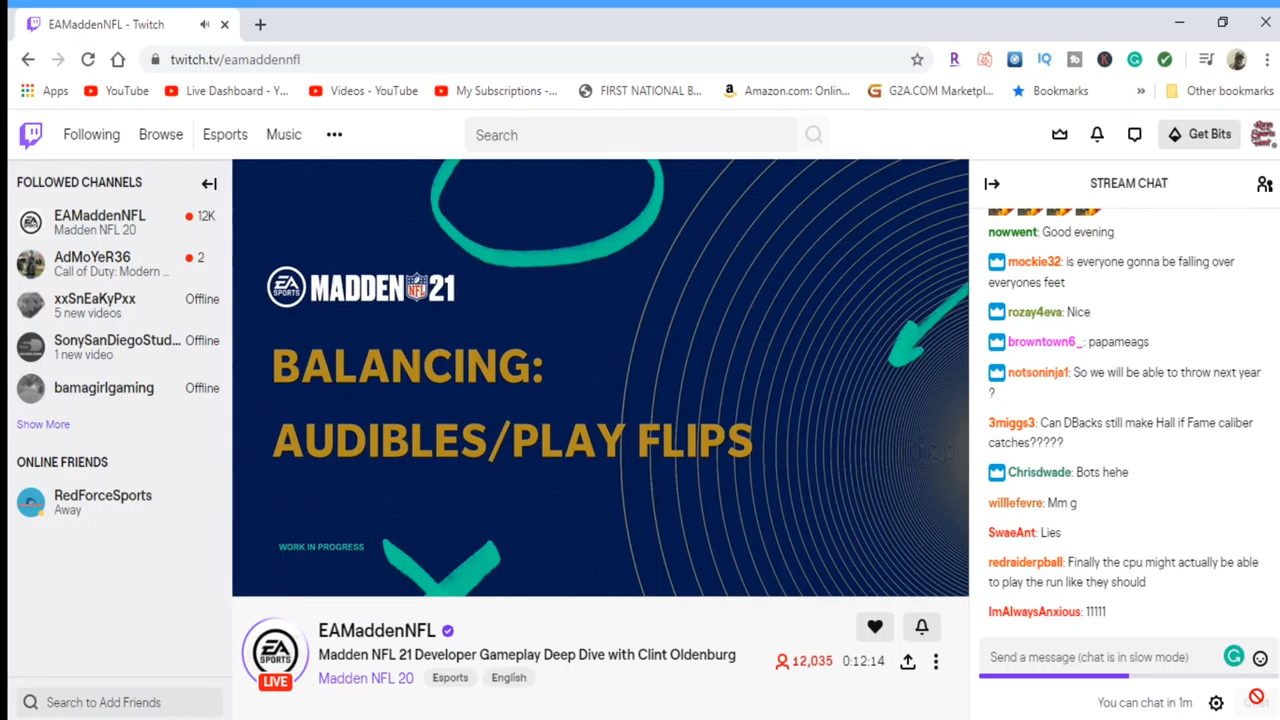 EAMaddenNFL - Twitch
twitch.tv/eamaddennfl
Apps
YouTube
Live Dashboard - Y...
Videos - YouTube
My Subscriptions -...
FIRST NATIONAL B...
Amazon.com: Onlin...
G2A.COM Marketpl...
Bookmarks
»
Other bookmarks
Following
Browse
Esports
Music
Search
Get Bits
FOLLOWED CHANNELS
EAMaddenNFL
12K
Madden NFL 20
AdMoYeR36
2
Call of Duty: Modern ...
xxSnEaKyPxx
Offline
5 new videos
SonySanDiegoStud...
Offline
1 new video
bamagirlgaming
Offline
Show More
ONLINE FRIENDS
RedForceSports
Away
Search to Add Friends
EA SPORTS MADDEN NFL 21
BALANCING:
AUDIBLES/PLAY FLIPS
WORK IN PROGRESS
EA SPORTS
LIVE
EAMaddenNFL
Madden NFL 21 Developer Gameplay Deep Dive with Clint Oldenburg
12,035
0:12:14
Madden NFL 20
Esports
English
STREAM CHAT
nowwent: Good evening
mockie32: is everyone gonna be falling over
everyones feet
rozay4eva: Nice
browntown6_: papameags
notsoninja1: So we will be able to throw next year
?
3miggs3: Can DBacks still make Hall if Fame caliber
catches?????
Chrisdwade: Bots hehe
willlefevre: Mm g
SwaeAnt: Lies
redraiderpball: Finally the cpu might actually be able
to play the run like they should
ImAlwaysAnxious: 11111
Send a message (chat is in slow mode)
You can chat in 1m